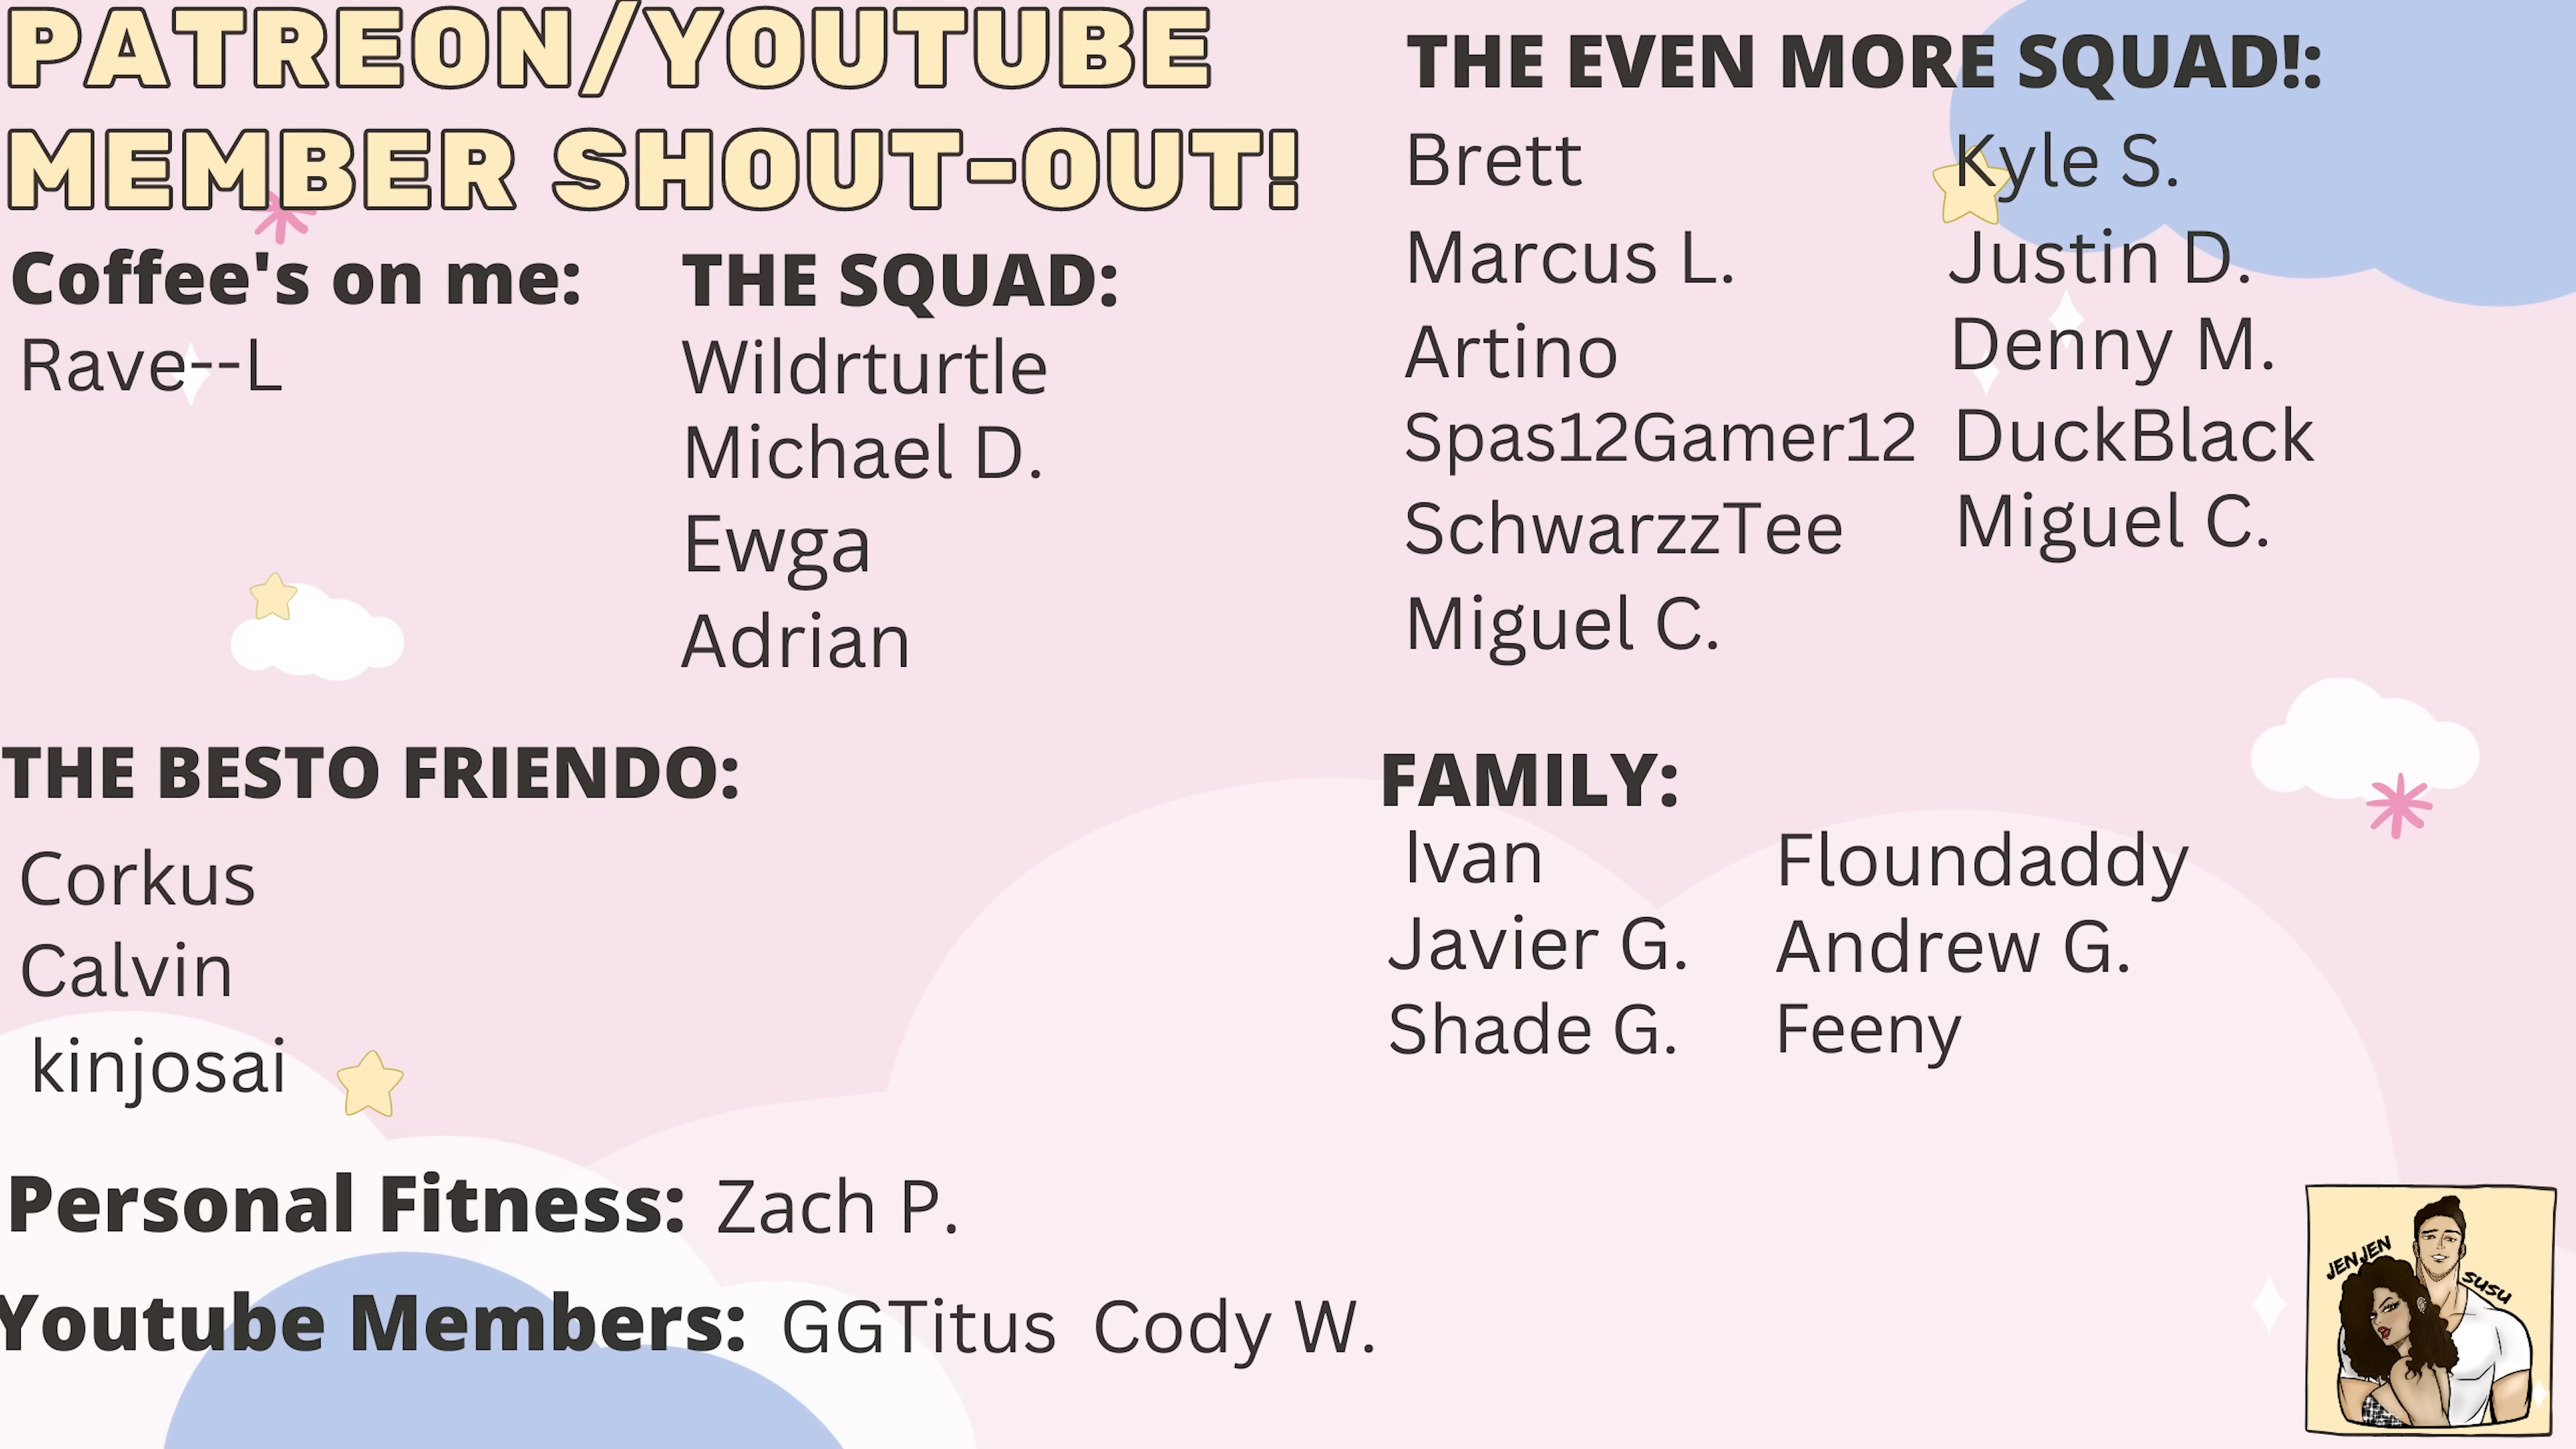 PATREON/YOUTUBE
MEMBER SHOUT-OUT!
Coffee's on me:
Rave--L
THE SQUAD:
Wildrturtle
Michael D.
Ewga
Adrian
THE EVEN MORE SQUAD!:
Brett
Marcus L.
Artino
Spas12Gamer12
SchwarzzTee
Miguel C.
Kyle S.
Justin D.
Denny M.
DuckBlack
Miguel C.
THE BESTO FRIENDO:
Corkus
Calvin
kinjosai
FAMILY:
Ivan
Javier G.
Shade G.
Floundaddy
Andrew G.
Feeny
Personal Fitness: Zach P.
Youtube Members: GGTitus Cody W.
JENJEN
SUSU